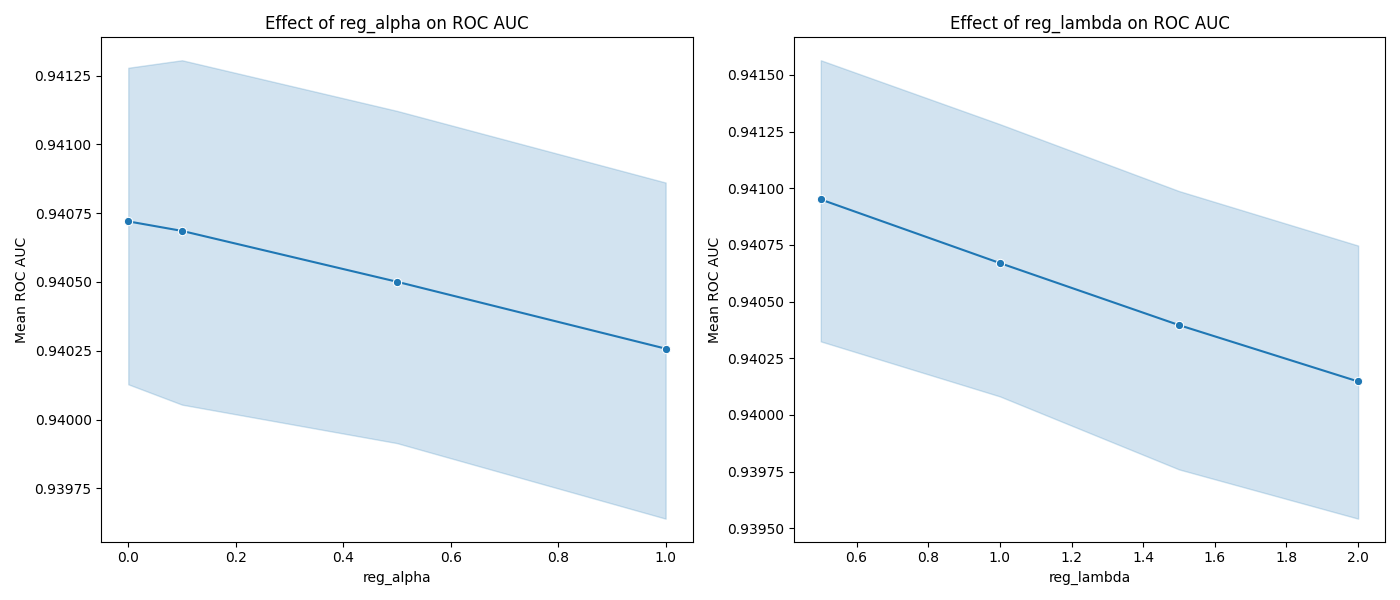 Effect of reg_alpha on ROC AUC
Mean ROC AUC
0.94125
0.94100
0.94075
0.94050
0.94025
0.94000
0.93975
0.0 0.2 0.4 0.6 0.8 1.0
reg_alpha
Effect of reg_lambda on ROC AUC
Mean ROC AUC
0.94150
0.94125
0.94100
0.94075
0.94050
0.94025
0.94000
0.93975
0.93950
0.6 0.8 1.0 1.2 1.4 1.6 1.8 2.0
reg_lambda